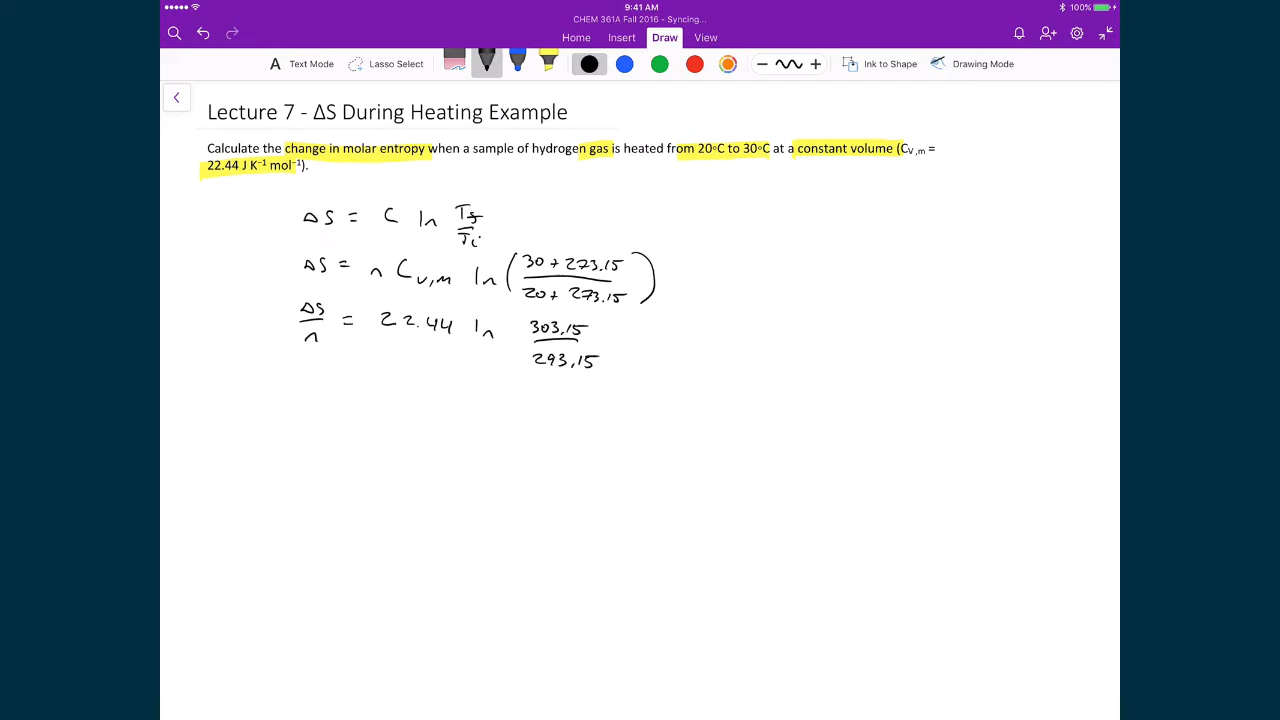 9:41 AM
100%
CHEM 361A Fall 2016 - Syncing...
Home Insert Draw View
A Text Mode Lasso Select Ink to Shape Drawing Mode
Lecture 7 - ΔS During Heating Example
Calculate the change in molar entropy when a sample of hydrogen gas is heated from 20°C to 30°C at a constant volume (Cv,m =
22.44 J K⁻¹ mol⁻¹).
ΔS = C ln Tf/Ti
ΔS = n Cv,m ln (30 + 273.15 / 20 + 273.15)
ΔS/n = 22.44 ln 303.15/293.15